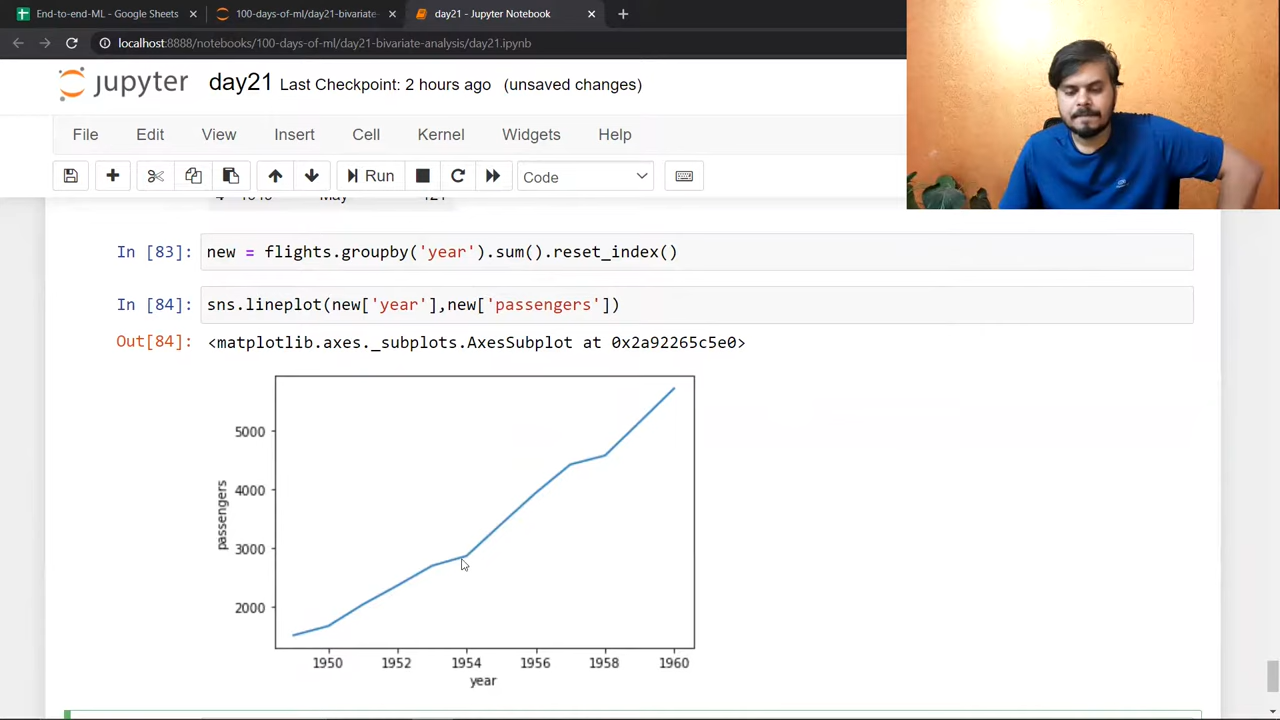 End-to-end-ML - Google Sheets
100-days-of-ml/day21-bivariate-
day21 - Jupyter Notebook
localhost:8888/notebooks/100-days-of-ml/day21-bivariate-analysis/day21.ipynb
jupyter day21 Last Checkpoint: 2 hours ago (unsaved changes)
File Edit View Insert Cell Kernel Widgets Help
Run Code
In [83]: new = flights.groupby('year').sum().reset_index()
In [84]: sns.lineplot(new['year'],new['passengers'])
Out[84]: <matplotlib.axes._subplots.AxesSubplot at 0x2a92265c5e0>
5000
4000
3000
2000
passengers
1950 1952 1954 1956 1958 1960
year